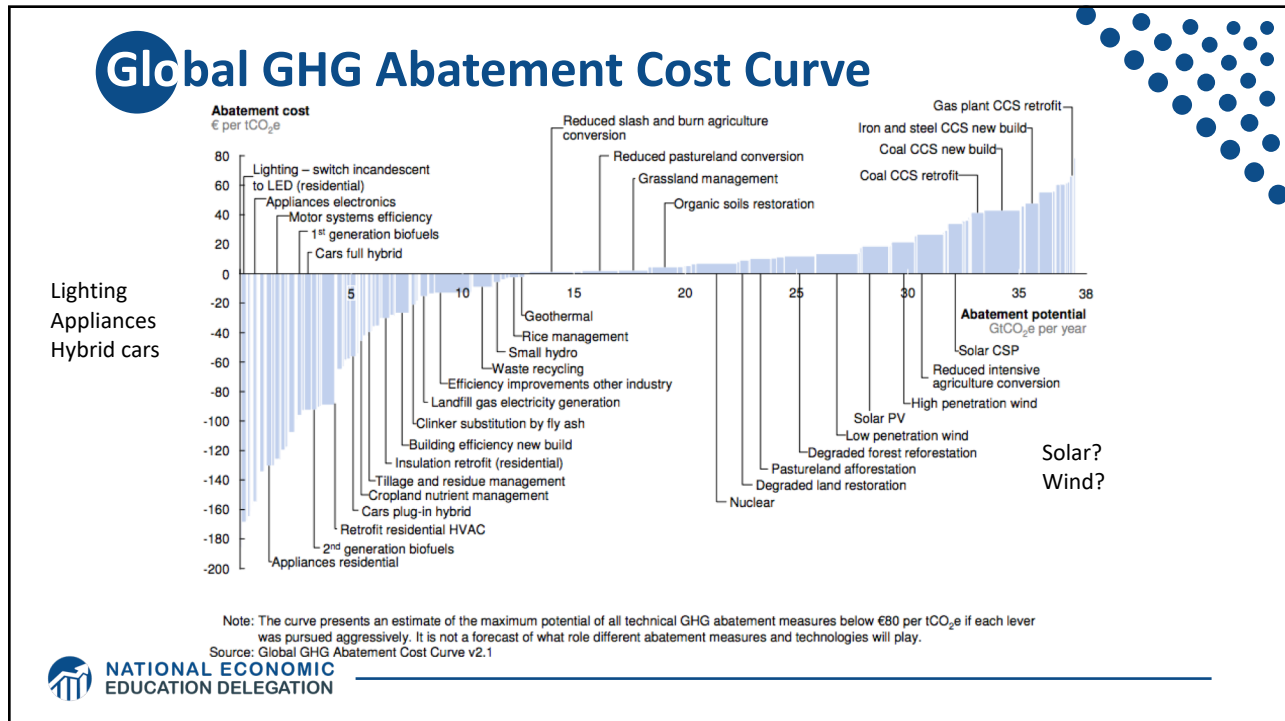 Global GHG Abatement Cost Curve
Abatement cost
€ per tCO₂e
80
60
40
20
0
-20
-40
-60
-80
-100
-120
-140
-160
-180
-200
Lighting – switch incandescent
to LED (residential)
Appliances electronics
Motor systems efficiency
1st generation biofuels
Cars full hybrid
Reduced slash and burn agriculture
conversion
Reduced pastureland conversion
Grassland management
Organic soils restoration
Gas plant CCS retrofit
Iron and steel CCS new build
Coal CCS new build
Coal CCS retrofit
5
10
15
20
25
30
35
38
Abatement potential
GtCO₂e per year
Lighting
Appliances
Hybrid cars
Geothermal
Rice management
Small hydro
Waste recycling
Efficiency improvements other industry
Landfill gas electricity generation
Clinker substitution by fly ash
Building efficiency new build
Insulation retrofit (residential)
Tillage and residue management
Cropland nutrient management
Cars plug-in hybrid
Retrofit residential HVAC
2nd generation biofuels
Appliances residential
Solar CSP
Reduced intensive
agriculture conversion
High penetration wind
Solar PV
Low penetration wind
Degraded forest reforestation
Pastureland afforestation
Degraded land restoration
Nuclear
Solar?
Wind?
Note: The curve presents an estimate of the maximum potential of all technical GHG abatement measures below €80 per tCO₂e if each lever
was pursued aggressively. It is not a forecast of what role different abatement measures and technologies will play.
Source: Global GHG Abatement Cost Curve v2.1
NATIONAL ECONOMIC
EDUCATION DELEGATION